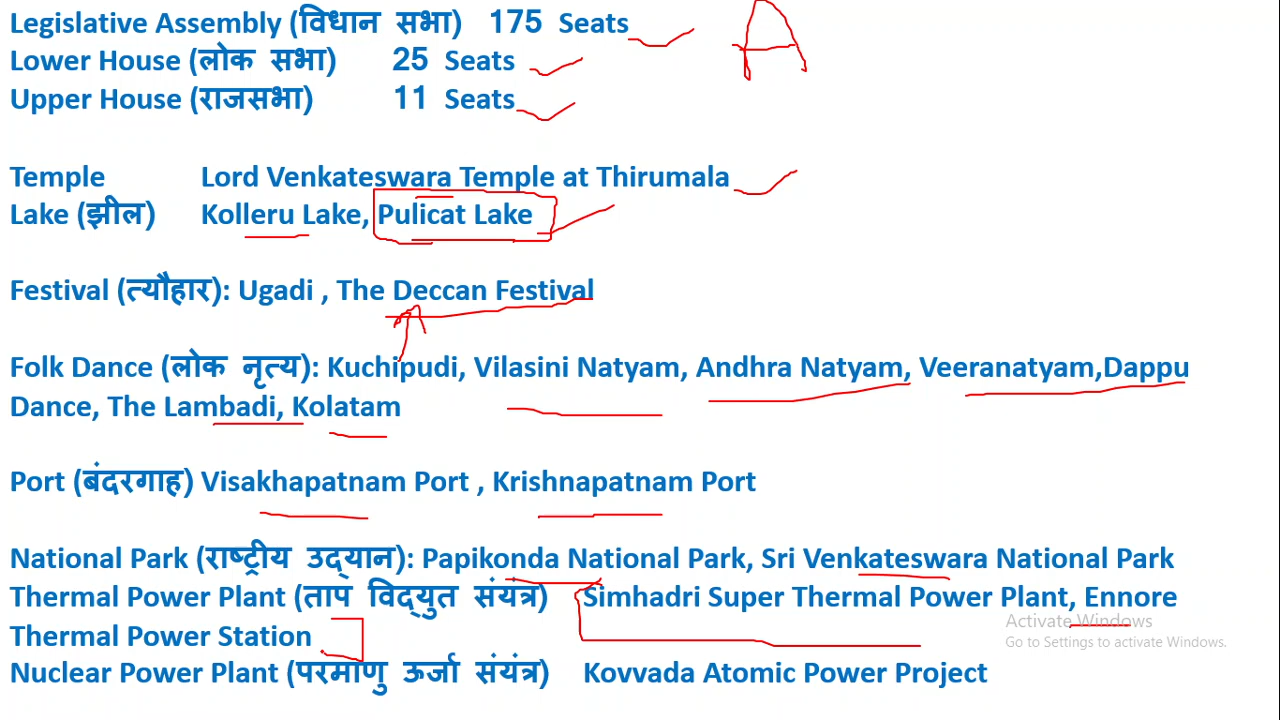 Legislative Assembly (विधान सभा) 175 Seats
Lower House (लोक सभा) 25 Seats
Upper House (राजसभा) 11 Seats
A
Temple Lord Venkateswara Temple at Thirumala
Lake (झील) Kolleru Lake, Pulicat Lake
Festival (त्यौहार): Ugadi , The Deccan Festival
Folk Dance (लोक नृत्य): Kuchipudi, Vilasini Natyam, Andhra Natyam, Veeranatyam,Dappu
Dance, The Lambadi, Kolatam
Port (बंदरगाह) Visakhapatnam Port , Krishnapatnam Port
National Park (राष्ट्रीय उद्यान): Papikonda National Park, Sri Venkateswara National Park
Thermal Power Plant (ताप विद्युत संयंत्र) Simhadri Super Thermal Power Plant, Ennore
Thermal Power Station
Nuclear Power Plant (परमाणु ऊर्जा संयंत्र) Kovvada Atomic Power Project
Activate Windows
Go to Settings to activate Windows.